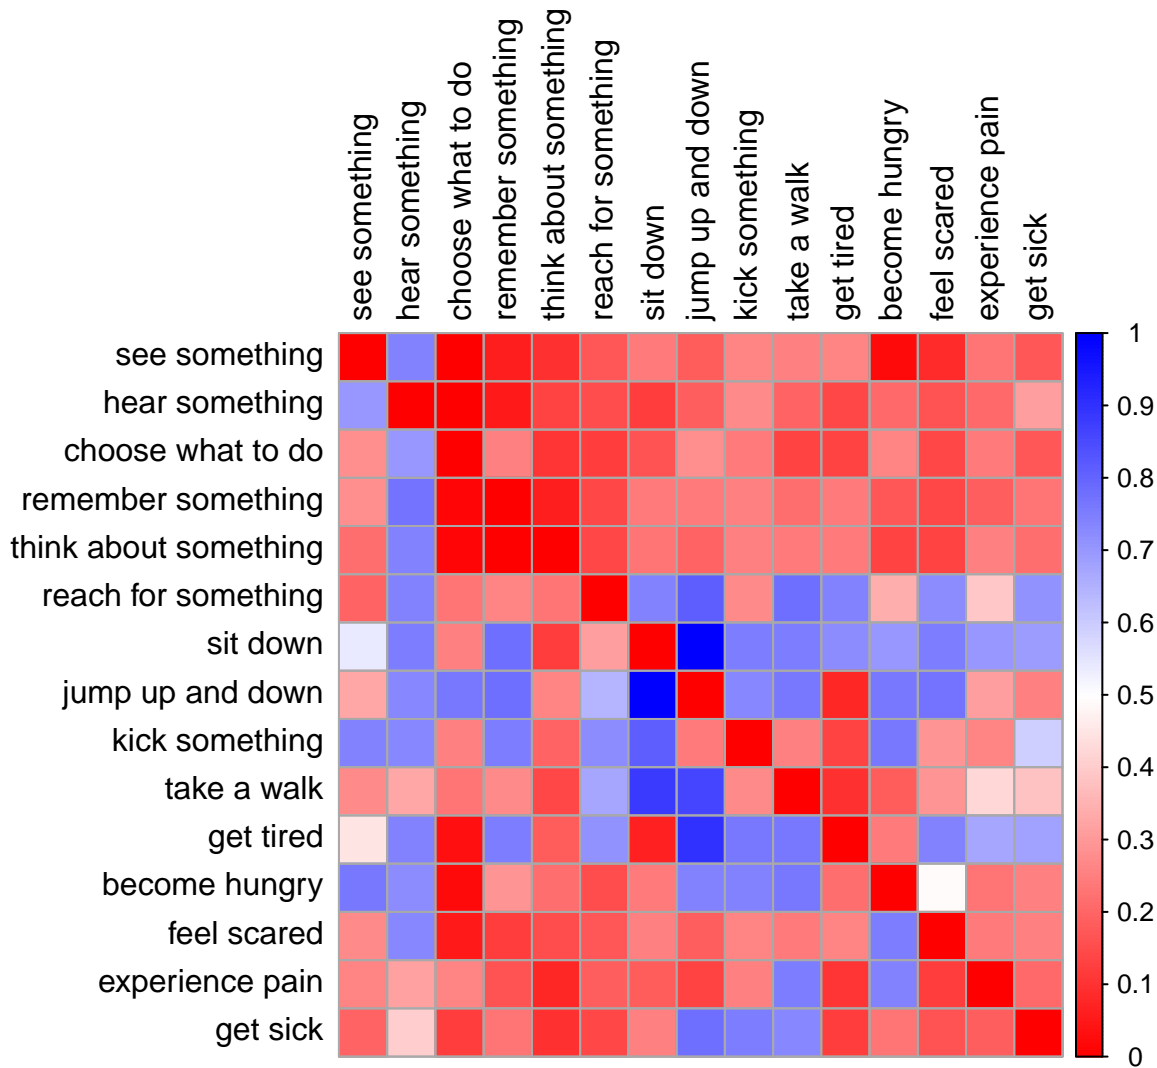 see something
hear something
choose what to do
remember something
think about something
reach for something
sit down
jump up and down
kick something
take a walk
get tired
become hungry
feel scared
experience pain
get sick
see something
hear something
choose what to do
remember something
think about something
reach for something
sit down
jump up and down
kick something
take a walk
get tired
become hungry
feel scared
experience pain
get sick
1
0.9
0.8
0.7
0.6
0.5
0.4
0.3
0.2
0.1
0